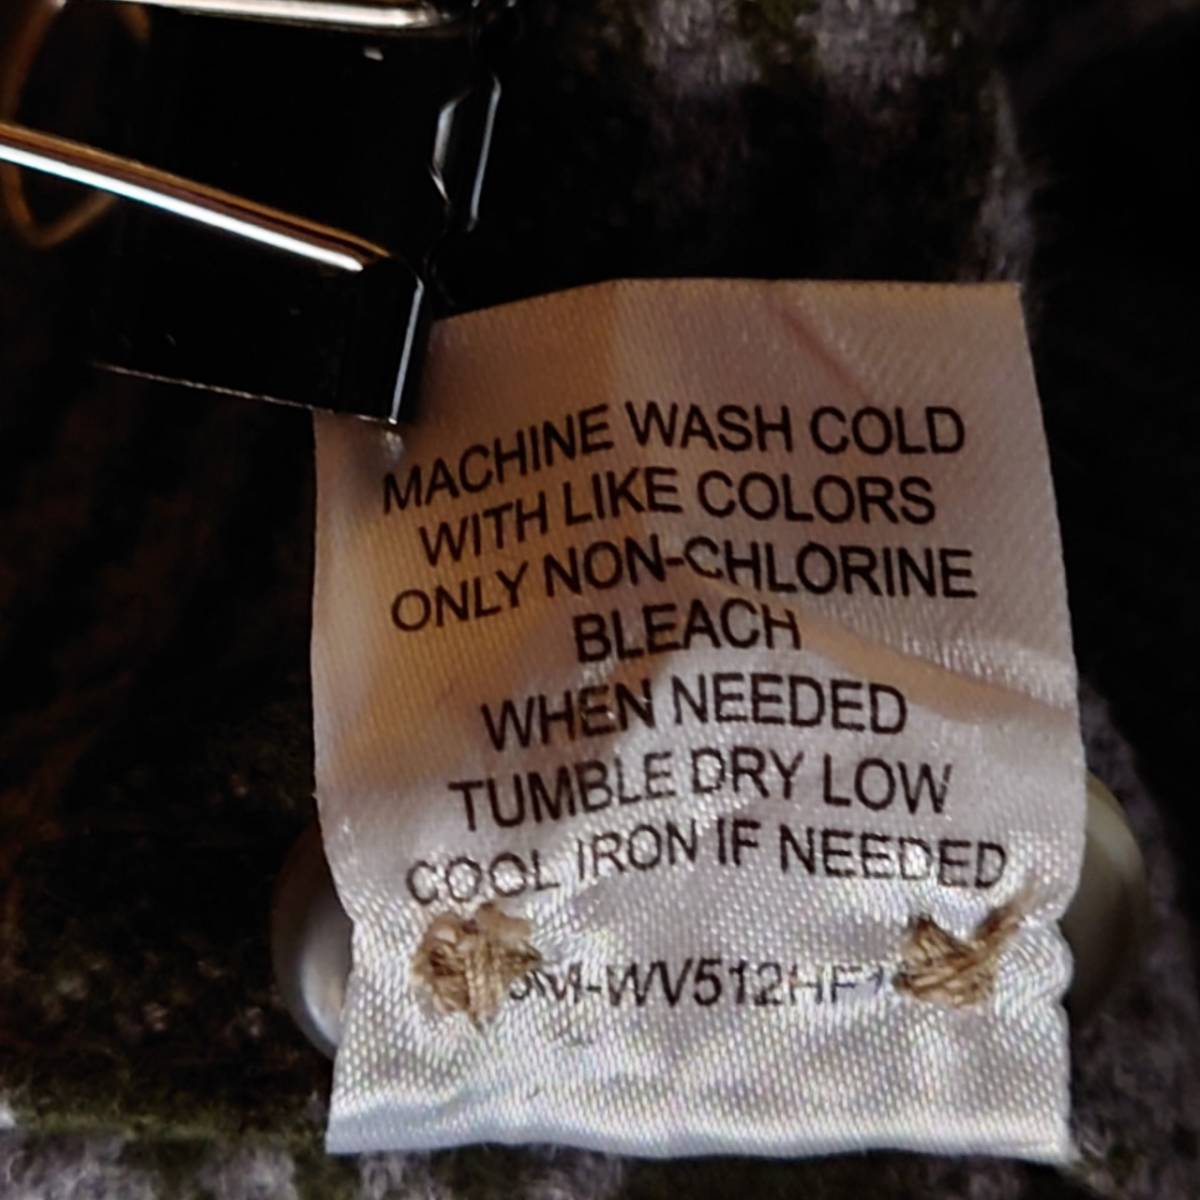 MACHINE WASH COLD
WITH LIKE COLORS
ONLY NON-CHLORINE
BLEACH
WHEN NEEDED
TUMBLE DRY LOW
COOL IRON IF NEEDED